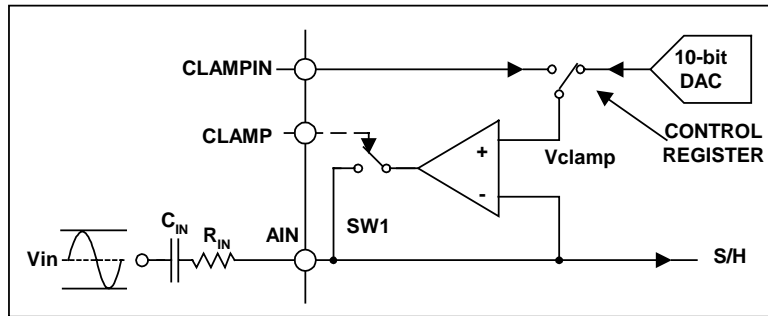 CLAMPIN
10-bit
DAC
CLAMP
CONTROL
REGISTER
+
Vclamp
-
SW1
CIN
RIN
AIN
Vin
S/H